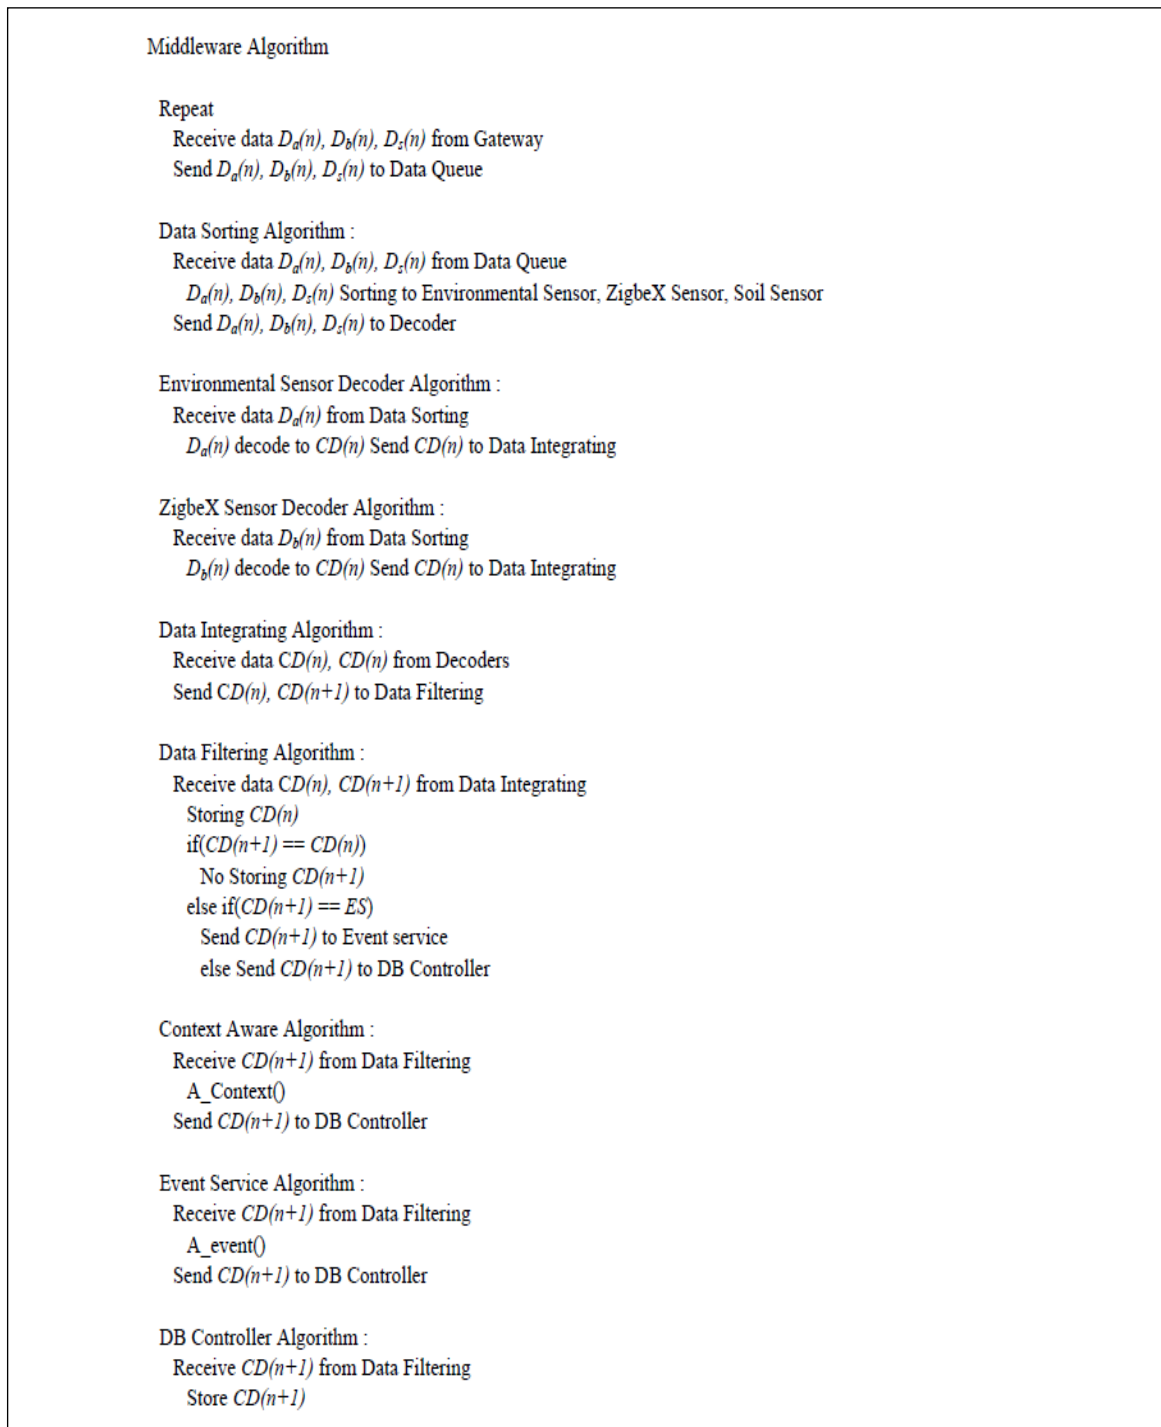 Middleware Algorithm
Repeat
Receive data Da(n), Db(n), Ds(n) from Gateway
Send Da(n), Db(n), Ds(n) to Data Queue
Data Sorting Algorithm :
Receive data Da(n), Db(n), Ds(n) from Data Queue
Da(n), Db(n), Ds(n) Sorting to Environmental Sensor, ZigbeX Sensor, Soil Sensor
Send Da(n), Db(n), Ds(n) to Decoder
Environmental Sensor Decoder Algorithm :
Receive data Da(n) from Data Sorting
Da(n) decode to CD(n) Send CD(n) to Data Integrating
ZigbeX Sensor Decoder Algorithm :
Receive data Db(n) from Data Sorting
Db(n) decode to CD(n) Send CD(n) to Data Integrating
Data Integrating Algorithm :
Receive data CD(n), CD(n) from Decoders
Send CD(n), CD(n+1) to Data Filtering
Data Filtering Algorithm :
Receive data CD(n), CD(n+1) from Data Integrating
Storing CD(n)
if(CD(n+1) == CD(n))
No Storing CD(n+1)
else if(CD(n+1) == ES)
Send CD(n+1) to Event service
else Send CD(n+1) to DB Controller
Context Aware Algorithm :
Receive CD(n+1) from Data Filtering
A_Context()
Send CD(n+1) to DB Controller
Event Service Algorithm :
Receive CD(n+1) from Data Filtering
A_event()
Send CD(n+1) to DB Controller
DB Controller Algorithm :
Receive CD(n+1) from Data Filtering
Store CD(n+1)